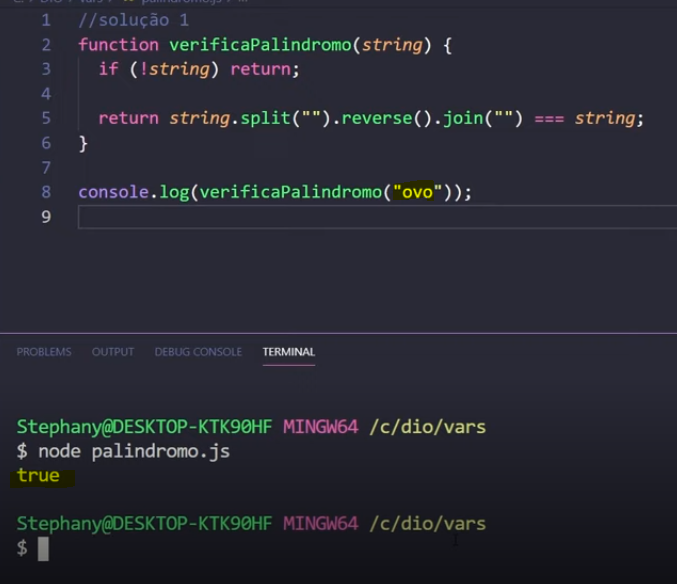 1 //solução 1
2 function verificaPalindromo(string) {
3 if (!string) return;
4
5 return string.split("").reverse().join("") === string;
6 }
7
8 console.log(verificaPalindromo("ovo"));
9
PROBLEMS OUTPUT DEBUG CONSOLE TERMINAL
Stephany@DESKTOP-KTK90HF MINGW64 /c/dio/vars
$ node palindromo.js
true
Stephany@DESKTOP-KTK90HF MINGW64 /c/dio/vars
$